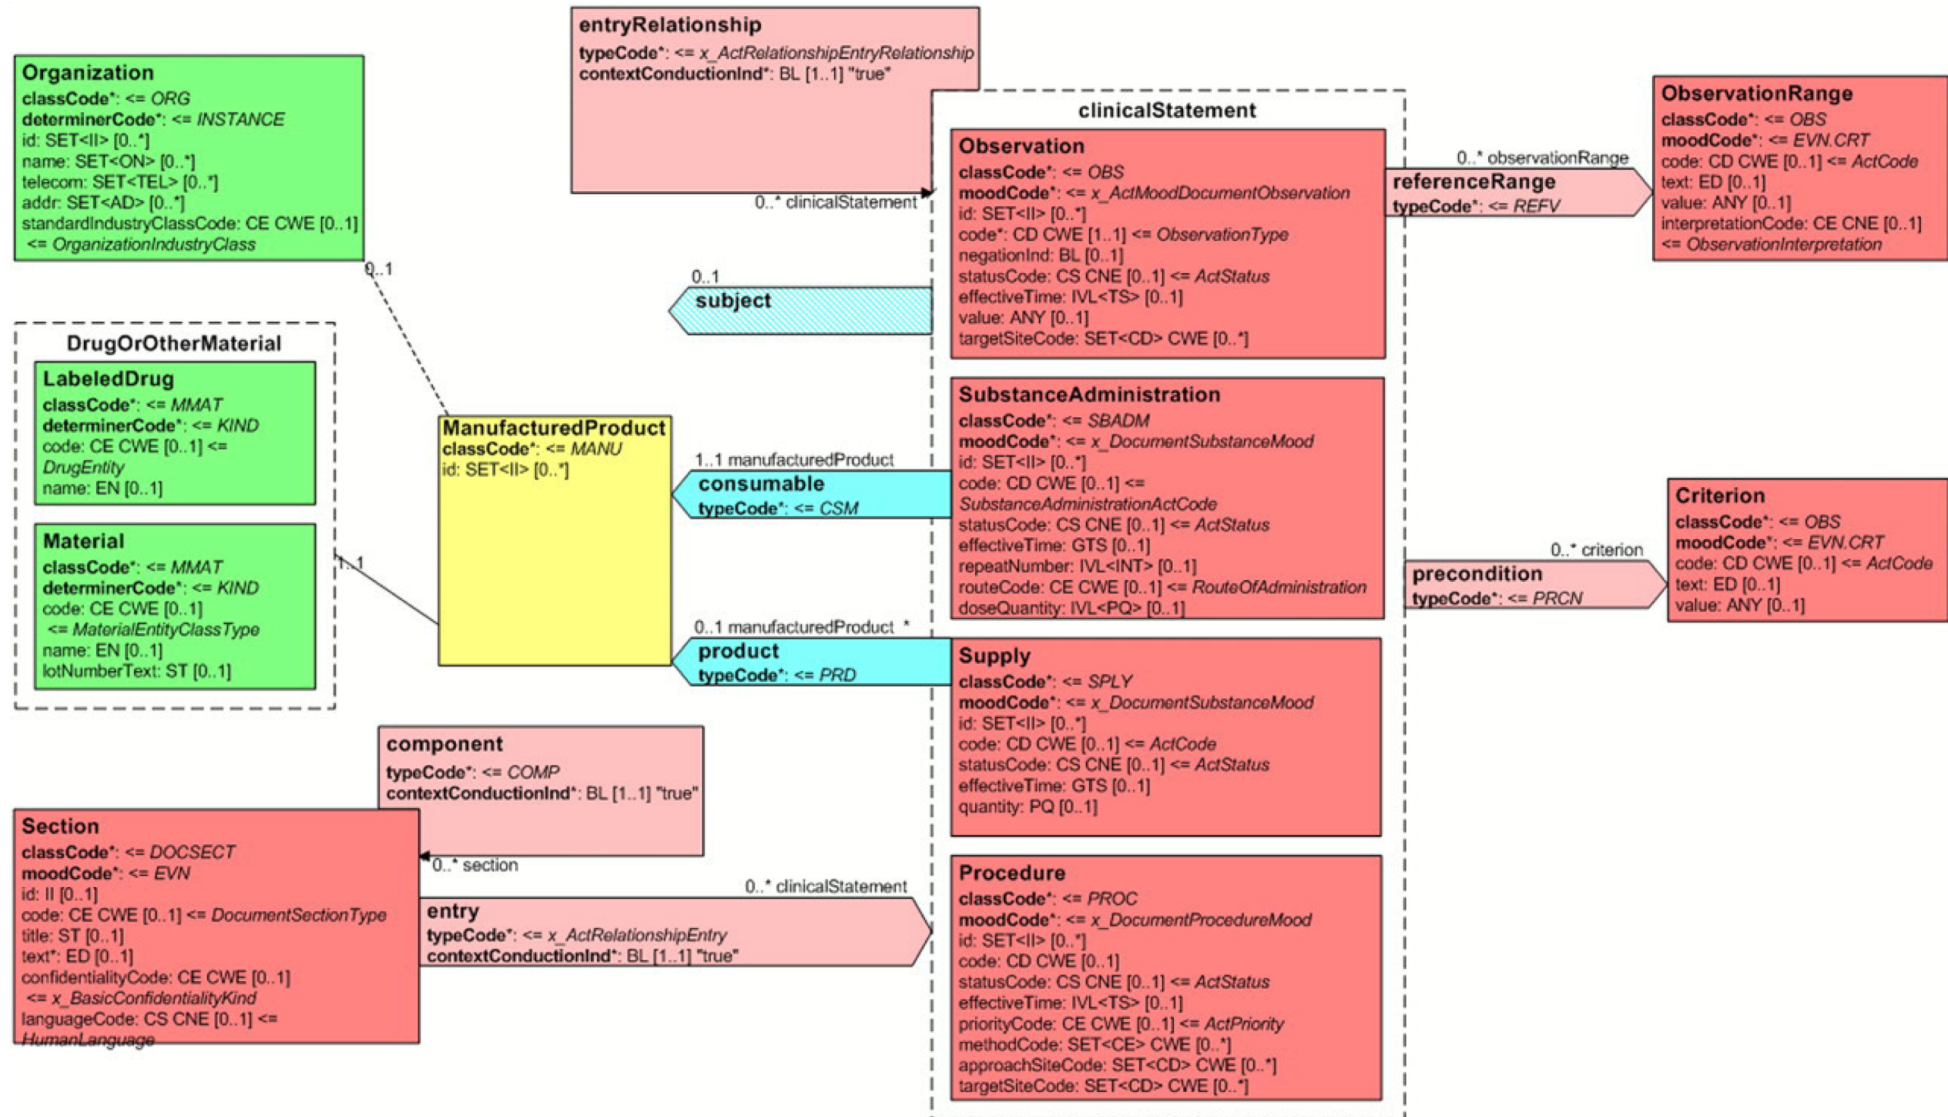 entryRelationship
typeCode*: <= x_ActRelationshipEntryRelationship
contextConductionInd*: BL [1..1] "true"
0..* clinicalStatement
Organization
classCode*: <= ORG
determinerCode*: <= INSTANCE
id: SET<II> [0..*]
name: SET<ON> [0..*]
telecom: SET<TEL> [0..*]
addr: SET<AD> [0..*]
standardIndustryClassCode: CE CWE [0..1]
<= OrganizationIndustryClass
0..1
DrugOrOtherMaterial
LabeledDrug
classCode*: <= MMAT
determinerCode*: <= KIND
code: CE CWE [0..1] <=
DrugEntity
name: EN [0..1]
Material
classCode*: <= MMAT
determinerCode*: <= KIND
code: CE CWE [0..1]
<= MaterialEntityClassType
name: EN [0..1]
lotNumberText: ST [0..1]
1..1
ManufacturedProduct
classCode*: <= MANU
id: SET<II> [0..*]
0..1
subject
1..1 manufacturedProduct
consumable
typeCode*: <= CSM
0..1 manufacturedProduct *
product
typeCode*: <= PRD
component
typeCode*: <= COMP
contextConductionInd*: BL [1..1] "true"
0..* section
Section
classCode*: <= DOCSECT
moodCode*: <= EVN
id: II [0..1]
code: CE CWE [0..1] <= DocumentSectionType
title: ST [0..1]
text*: ED [0..1]
confidentialityCode: CE CWE [0..1]
<= x_BasicConfidentialityKind
languageCode: CS CNE [0..1] <=
HumanLanguage
0..* clinicalStatement
entry
typeCode*: <= x_ActRelationshipEntry
contextConductionInd*: BL [1..1] "true"
clinicalStatement
Observation
classCode*: <= OBS
moodCode*: <= x_ActMoodDocumentObservation
id: SET<II> [0..*]
code*: CD CWE [1..1] <= ObservationType
negationInd: BL [0..1]
statusCode: CS CNE [0..1] <= ActStatus
effectiveTime: IVL<TS> [0..1]
value: ANY [0..1]
targetSiteCode: SET<CD> CWE [0..*]
SubstanceAdministration
classCode*: <= SBADM
moodCode*: <= x_DocumentSubstanceMood
id: SET<II> [0..*]
code: CD CWE [0..1] <=
SubstanceAdministrationActCode
statusCode: CS CNE [0..1] <= ActStatus
effectiveTime: GTS [0..1]
repeatNumber: IVL<INT> [0..1]
routeCode: CE CWE [0..1] <= RouteOfAdministration
doseQuantity: IVL<PQ> [0..1]
Supply
classCode*: <= SPLY
moodCode*: <= x_DocumentSubstanceMood
id: SET<II> [0..*]
code: CD CWE [0..1] <= ActCode
statusCode: CS CNE [0..1] <= ActStatus
effectiveTime: GTS [0..1]
quantity: PQ [0..1]
Procedure
classCode*: <= PROC
moodCode*: <= x_DocumentProcedureMood
id: SET<II> [0..*]
code: CD CWE [0..1]
statusCode: CS CNE [0..1] <= ActStatus
effectiveTime: IVL<TS> [0..1]
priorityCode: CE CWE [0..1] <= ActPriority
methodCode: SET<CE> CWE [0..*]
approachSiteCode: SET<CD> CWE [0..*]
targetSiteCode: SET<CD> CWE [0..*]
0..* observationRange
referenceRange
typeCode*: <= REFV
ObservationRange
classCode*: <= OBS
moodCode*: <= EVN.CRT
code: CD CWE [0..1] <= ActCode
text: ED [0..1]
value: ANY [0..1]
interpretationCode: CE CNE [0..1]
<= ObservationInterpretation
0..* criterion
precondition
typeCode*: <= PRCN
Criterion
classCode*: <= OBS
moodCode*: <= EVN.CRT
code: CD CWE [0..1] <= ActCode
text: ED [0..1]
value: ANY [0..1]